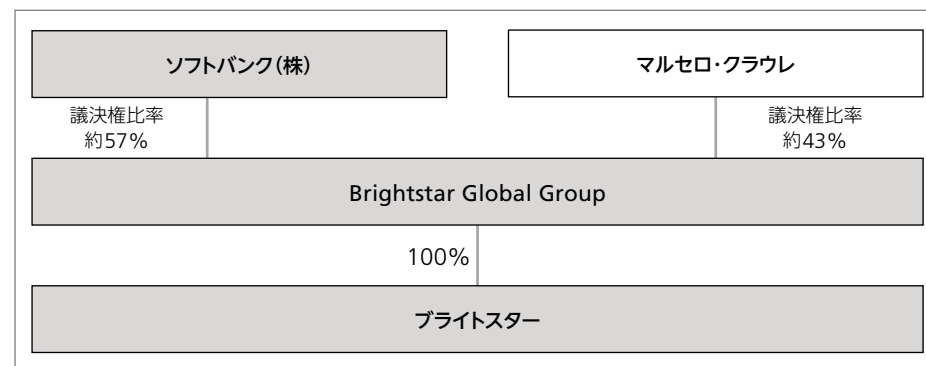 ソフトバンク（株）
マルセロ・クラウレ
議決権比率
約57%
議決権比率
約43%
Brightstar Global Group
100%
ブライトスター